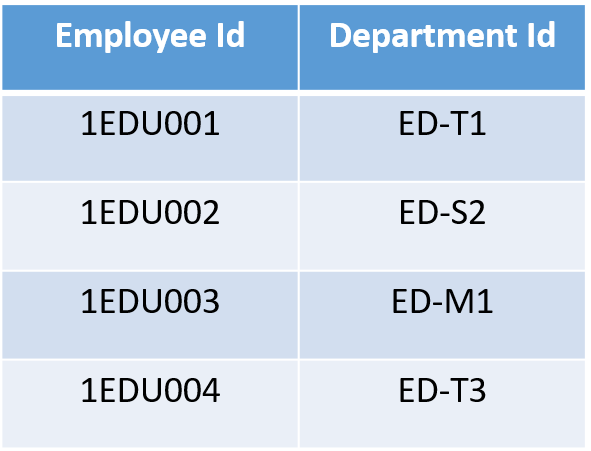 Employee Id Department Id
1EDU001 ED-T1
1EDU002 ED-S2
1EDU003 ED-M1
1EDU004 ED-T3